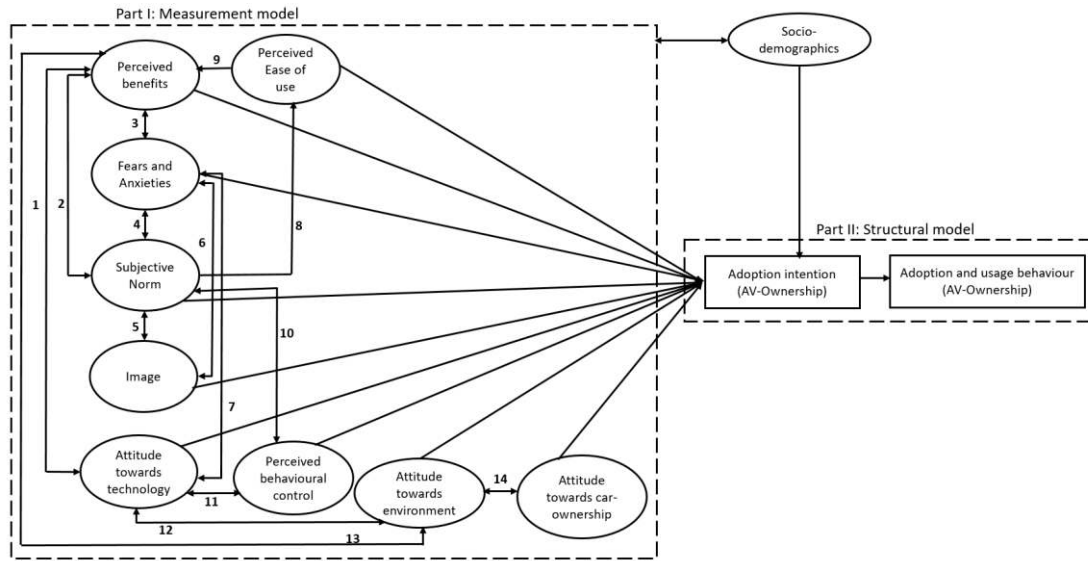 Part I: Measurement model
Perceived
benefits
9
Perceived
Ease of
use
Socio-
demographics
3
Fears and
Anxieties
1
2
4
6
8
Subjective
Norm
5
10
Image
7
Part II: Structural model
Adoption intention
(AV-Ownership)
Adoption and usage behaviour
(AV-Ownership)
Attitude
towards
technology
11
Perceived
behavioural
control
Attitude
towards
environment
14
Attitude
towards car-
ownership
12
13